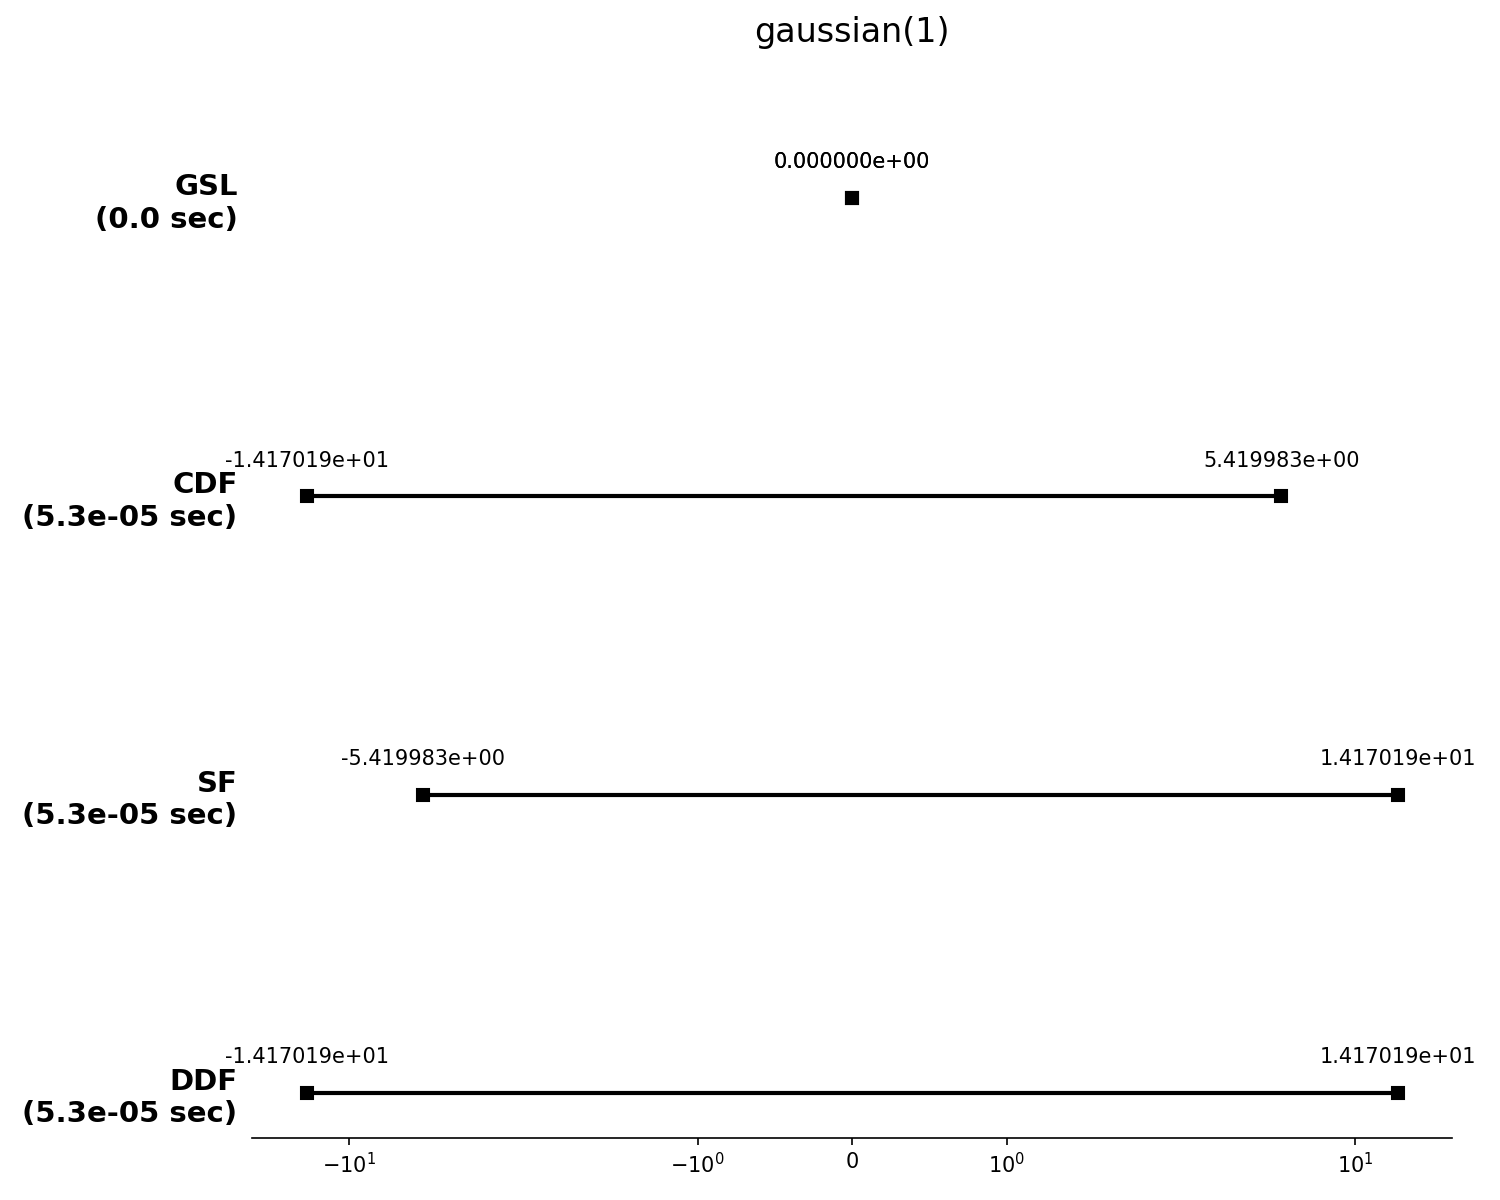 gaussian(1)
0.000000e+00
GSL
(0.0 sec)
-1.417019e+01
5.419983e+00
CDF
(5.3e-05 sec)
-5.419983e+00
1.417019e+01
SF
(5.3e-05 sec)
-1.417019e+01
1.417019e+01
DDF
(5.3e-05 sec)
−10¹ −10⁰ 0 10⁰ 10¹